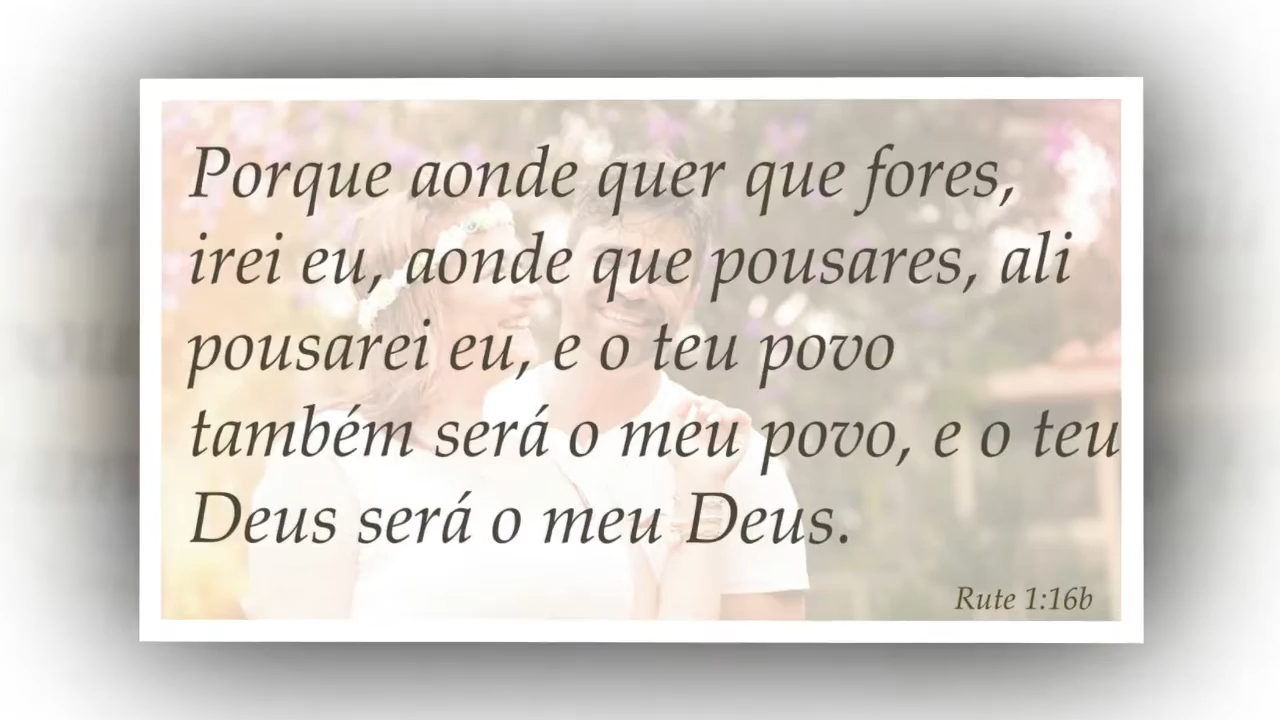 Porque aonde quer que fores,
irei eu, aonde que pousares, ali
pousarei eu, e o teu povo
também será o meu povo, e o teu
Deus será o meu Deus.
Rute 1:16b